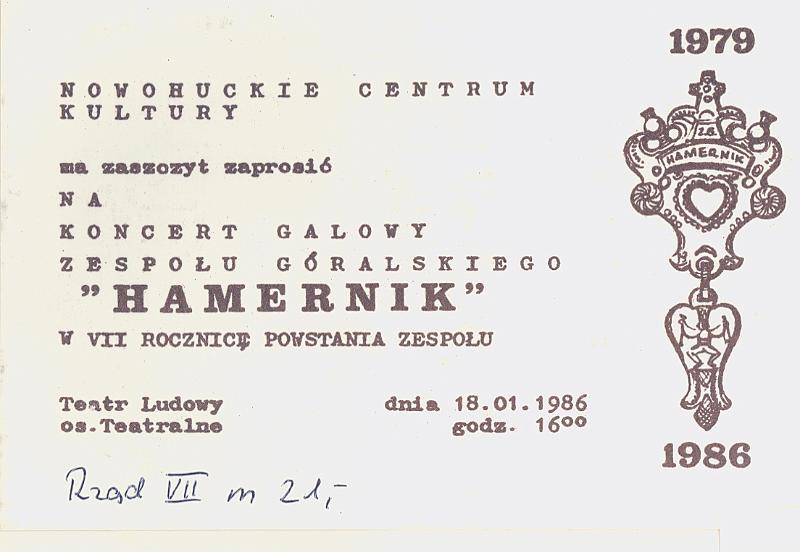 1979
NOWOHUCKIE CENTRUM
KULTURY
ma zaszczyt zaprosić
NA
KONCERT GALOWY
ZESPOŁU GÓRALSKIEGO
"HAMERNIK"
W VII ROCZNICĘ POWSTANIA ZESPOŁU
Teatr Ludowy dnia 18.01.1986
os.Teatralne godz. 16⁰⁰
HAMERNIK
1986
Rząd VII m 21,-